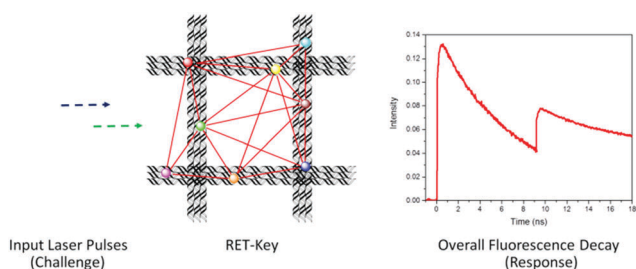 0.14
0.12
0.10
0.08
0.06
0.04
0.02
0.00
Intensity
0 2 4 6 8 10 12 14 16 18
Time (ns)
Input Laser Pulses
(Challenge)
RET-Key
Overall Fluorescence Decay
(Response)